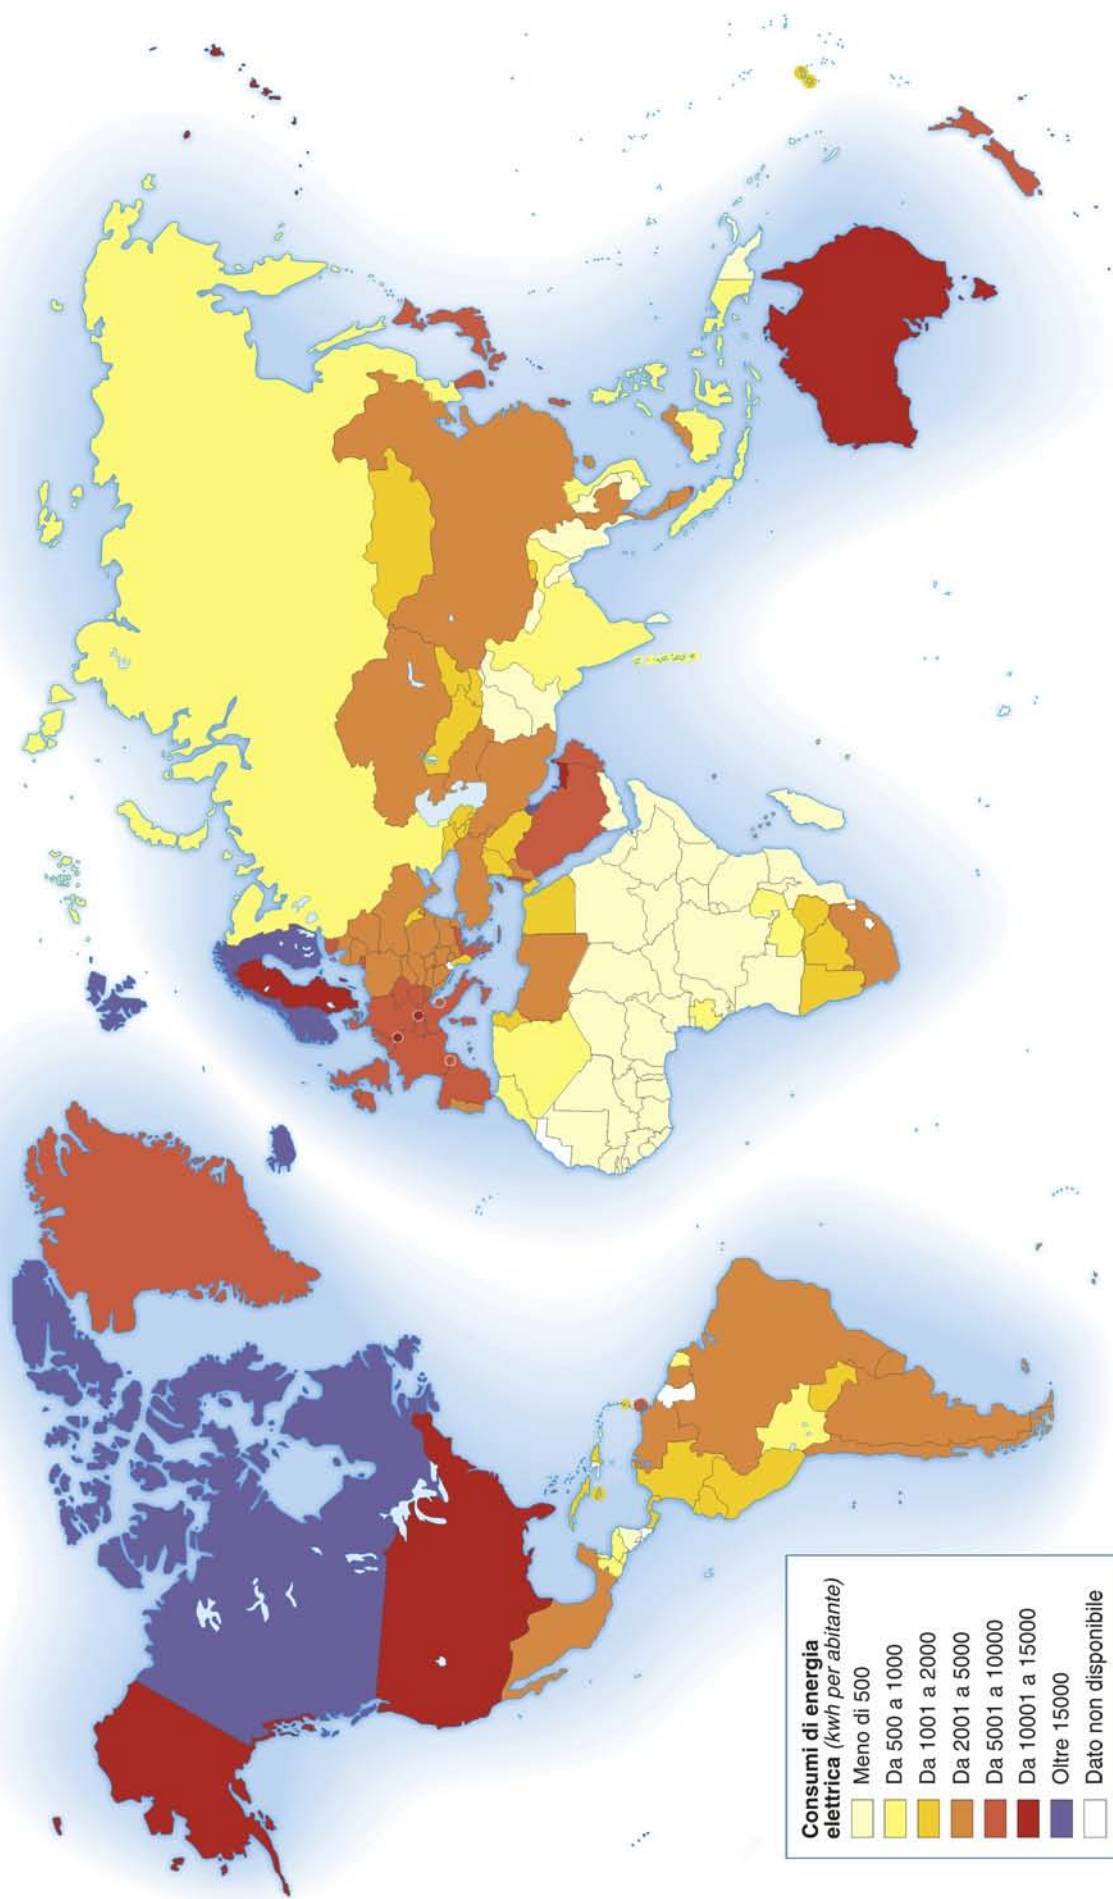 Consumi di energia
elettrica (kwh per abitante)
Meno di 500
Da 500 a 1000
Da 1001 a 2000
Da 2001 a 5000
Da 5001 a 10000
Da 10001 a 15000
Oltre 15000
Dato non disponibile